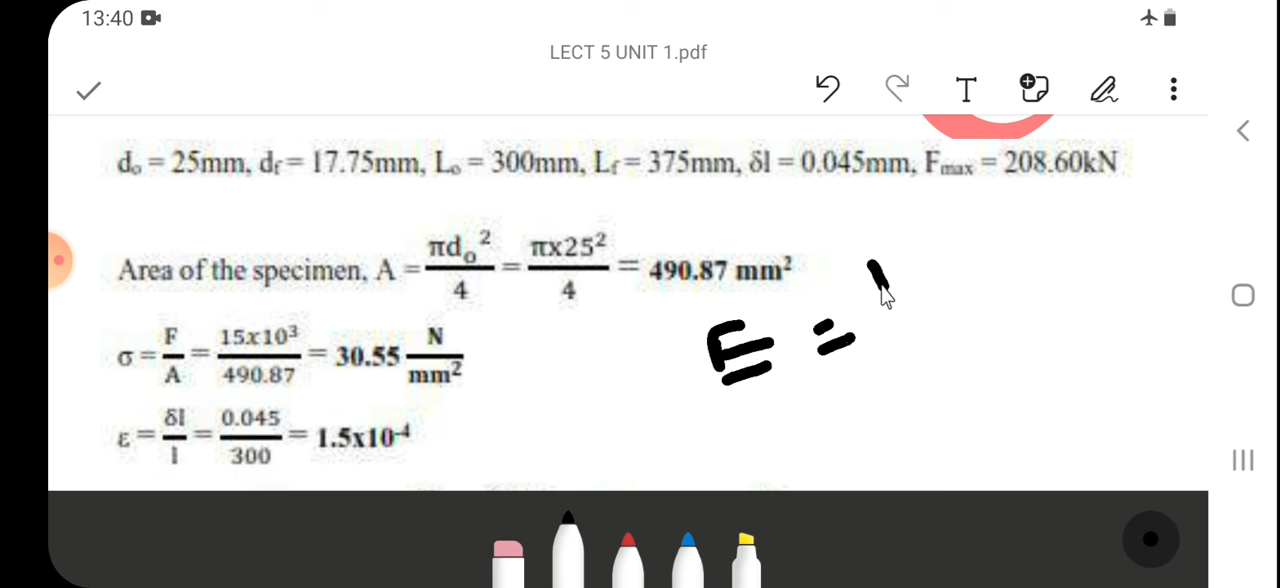 13:40
LECT 5 UNIT 1.pdf
T
d₀ = 25mm, d_f = 17.75mm, L₀ = 300mm, L_f = 375mm, δl = 0.045mm, F_max = 208.60kN
Area of the specimen, A = πd₀²/4 = πx25²/4 = 490.87 mm²
E =
σ = F/A = 15x10³/490.87 = 30.55 N/mm²
ε = δl/l = 0.045/300 = 1.5x10⁻⁴